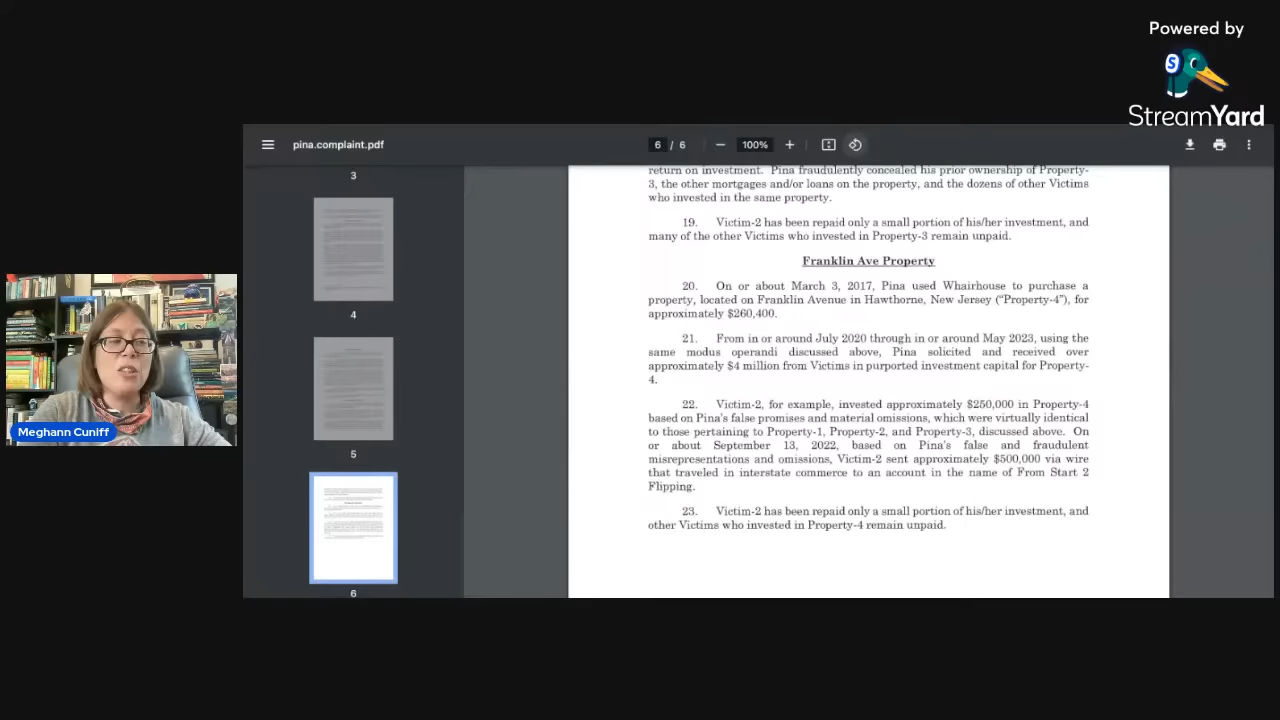 Powered by
StreamYard
pina.complaint.pdf
6 / 6
100%
3
4
5
6
return on investment. Pina fraudulently concealed his prior ownership of Property-
3, the other mortgages and/or loans on the property, and the dozens of other Victims
who invested in the same property.
19. Victim-2 has been repaid only a small portion of his/her investment, and
many of the other Victims who invested in Property-3 remain unpaid.
Franklin Ave Property
20. On or about March 3, 2017, Pina used Whairhouse to purchase a
property, located on Franklin Avenue in Hawthorne, New Jersey (“Property-4”), for
approximately $260,400.
21. From in or around July 2020 through in or around May 2023, using the
same modus operandi discussed above, Pina solicited and received over
approximately $4 million from Victims in purported investment capital for Property-
4.
22. Victim-2, for example, invested approximately $250,000 in Property-4
based on Pina’s false promises and material omissions, which were virtually identical
to those pertaining to Property-1, Property-2, and Property-3, discussed above. On
or about September 13, 2022, based on Pina’s false and fraudulent
misrepresentations and omissions, Victim-2 sent approximately $500,000 via wire
that traveled in interstate commerce to an account in the name of From Start 2
Flipping.
23. Victim-2 has been repaid only a small portion of his/her investment, and
other Victims who invested in Property-4 remain unpaid.
Meghann Cuniff